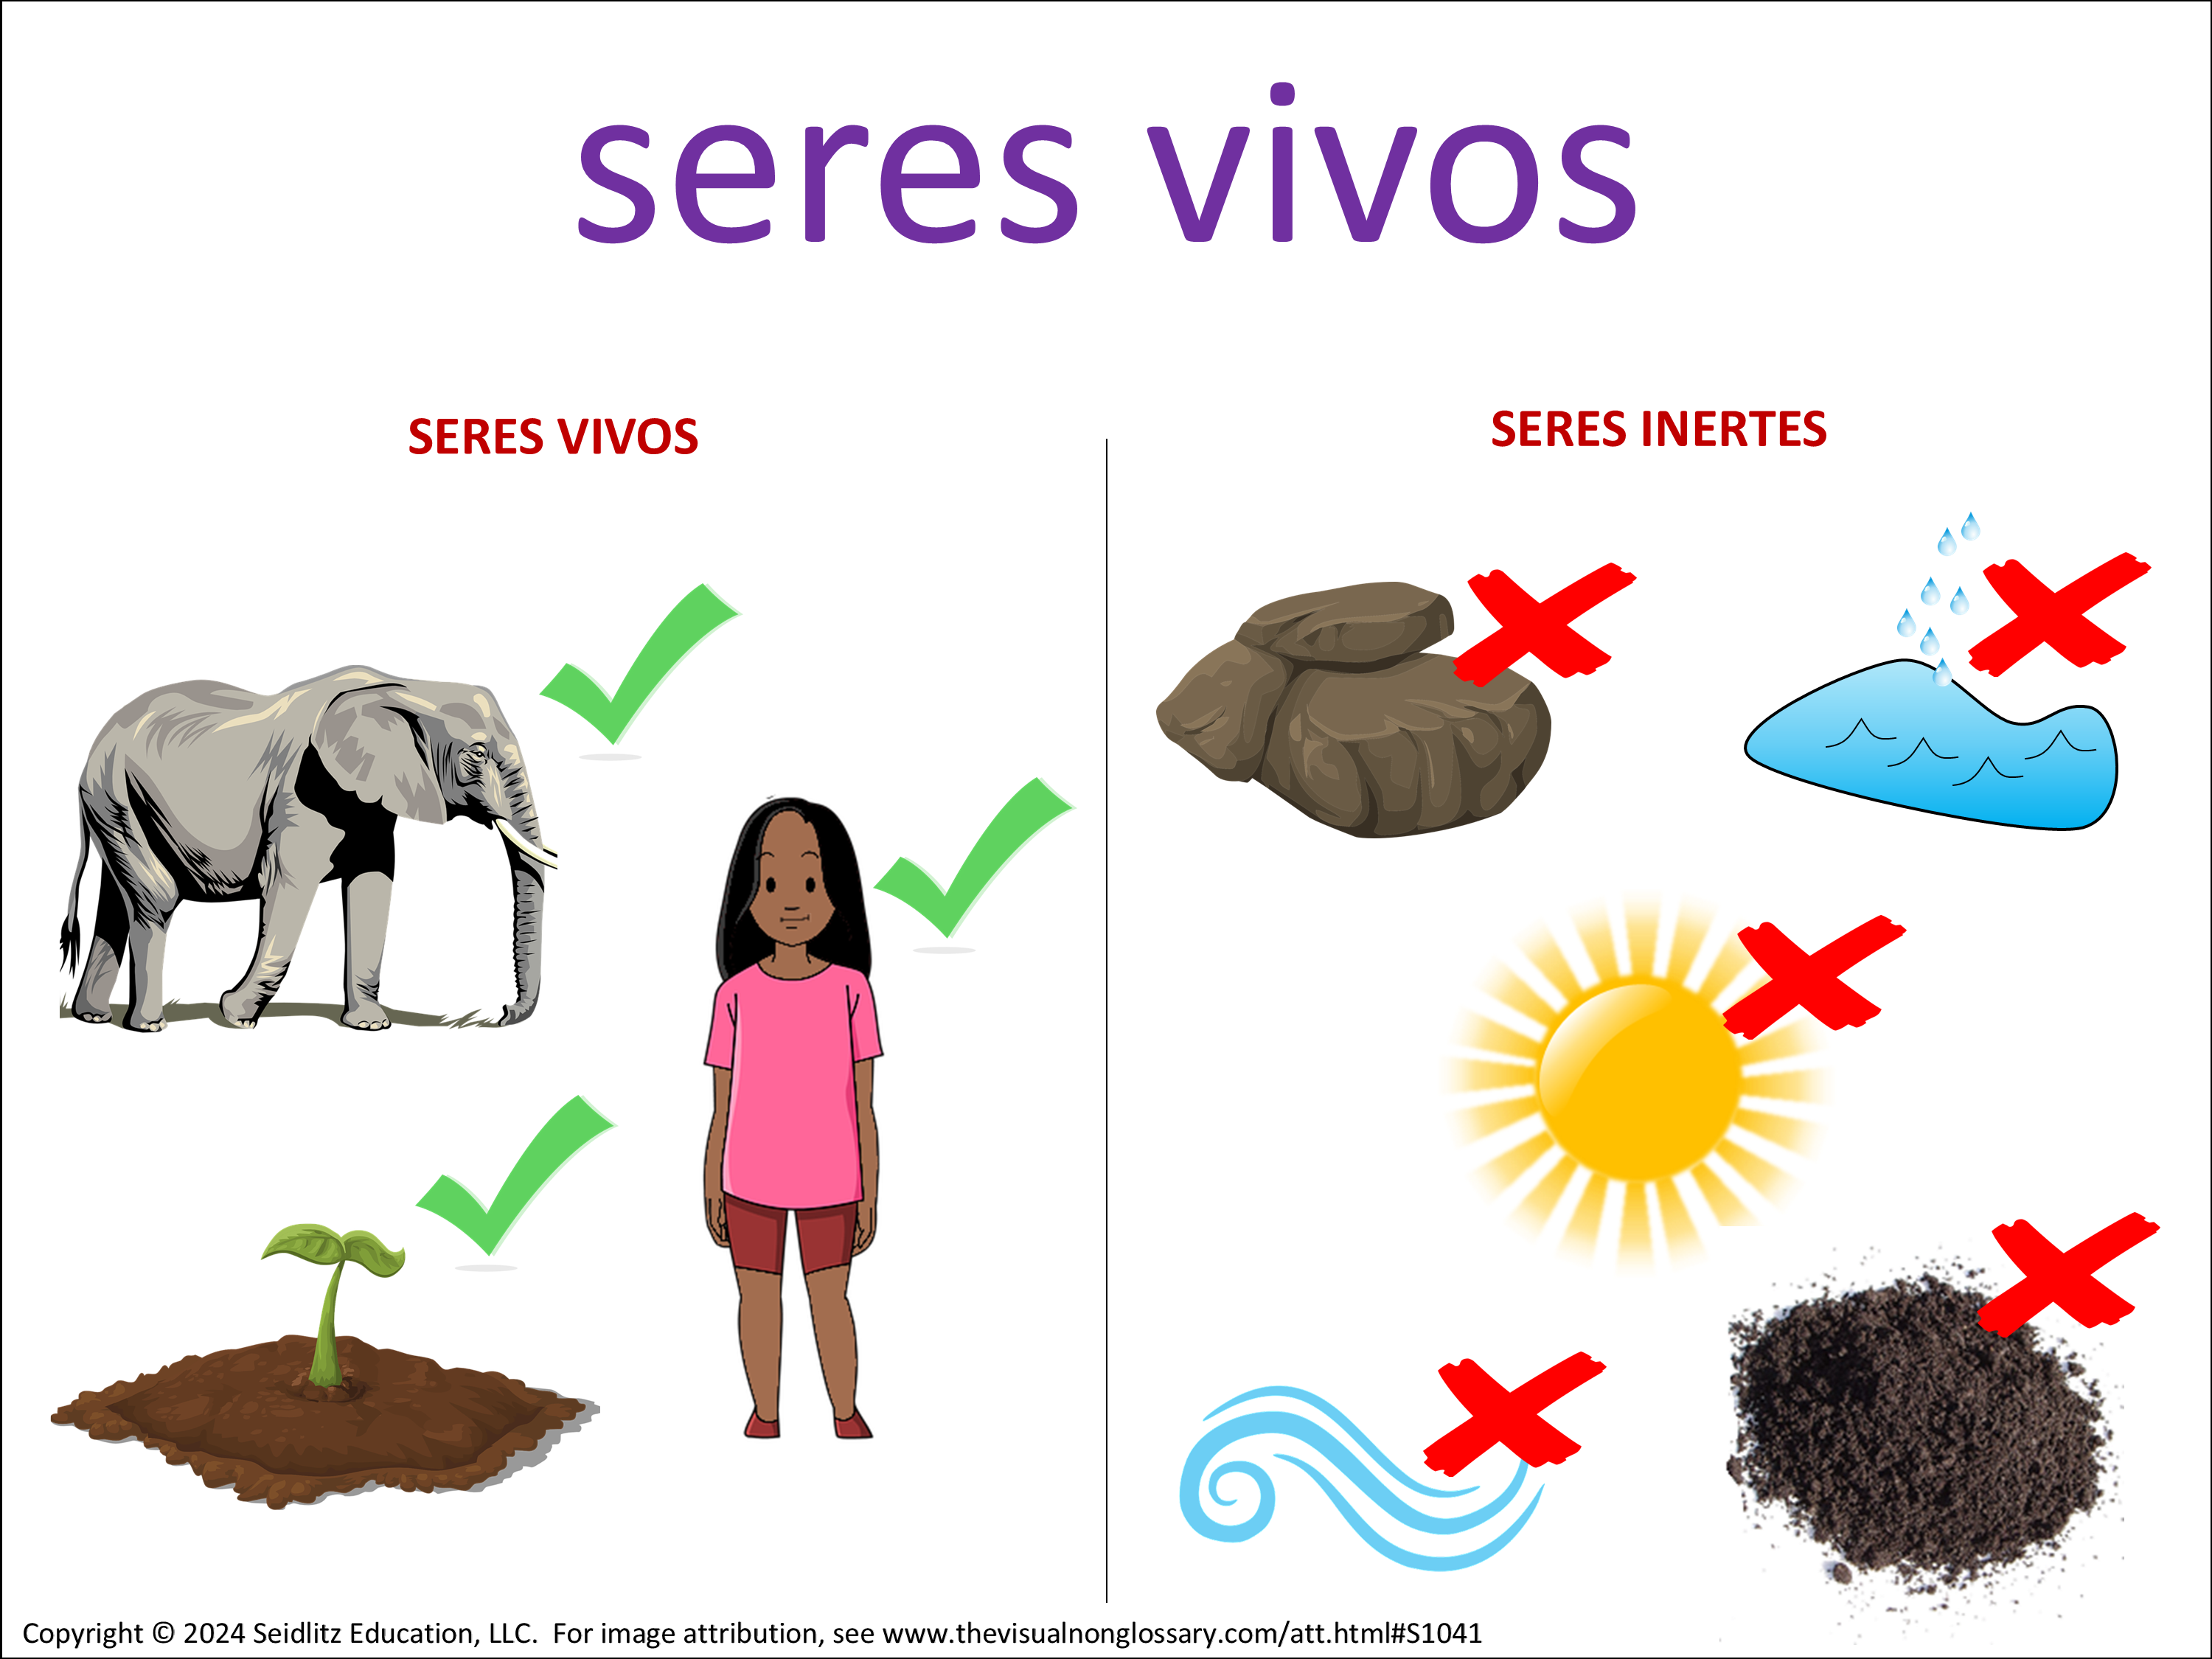 seres vivos
SERES VIVOS
SERES INERTES
Copyright © 2024 Seidlitz Education, LLC.  For image attribution, see www.thevisualnonglossary.com/att.html#S1041